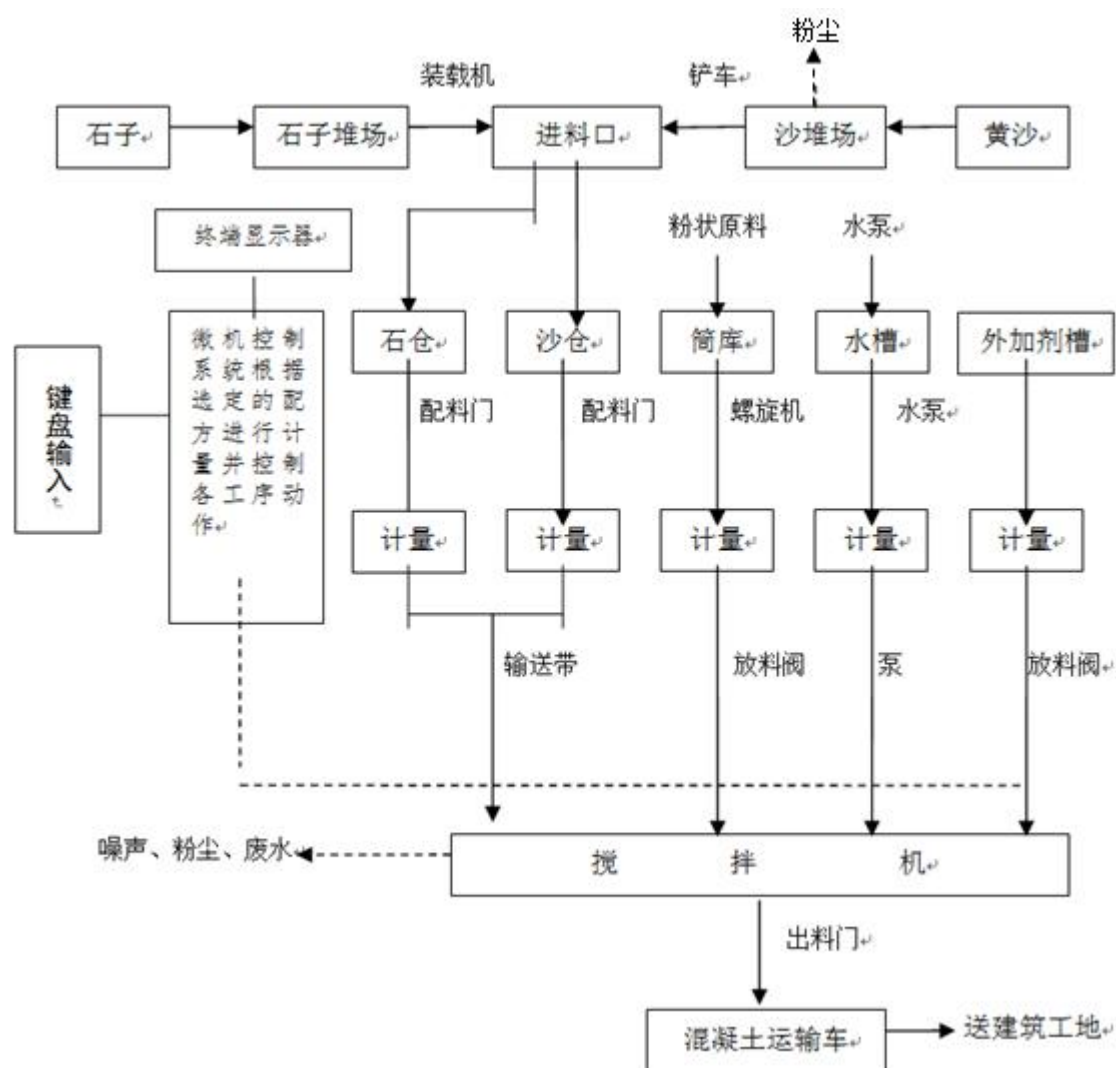 粉尘
装载机
铲车
石子
石子堆场
进料口
沙堆场
黄沙
终端显示器
粉状原料
水泵
键盘输入
微机控制
系统根据
选定的配
方进行计
量并控制
各工序动
作
石仓
沙仓
筒库
水槽
外加剂槽
配料门
配料门
螺旋机
水泵
计量
计量
计量
计量
计量
输送带
放料阀
泵
放料阀
噪声、粉尘、废水
搅拌机
出料门
混凝土运输车
送建筑工地